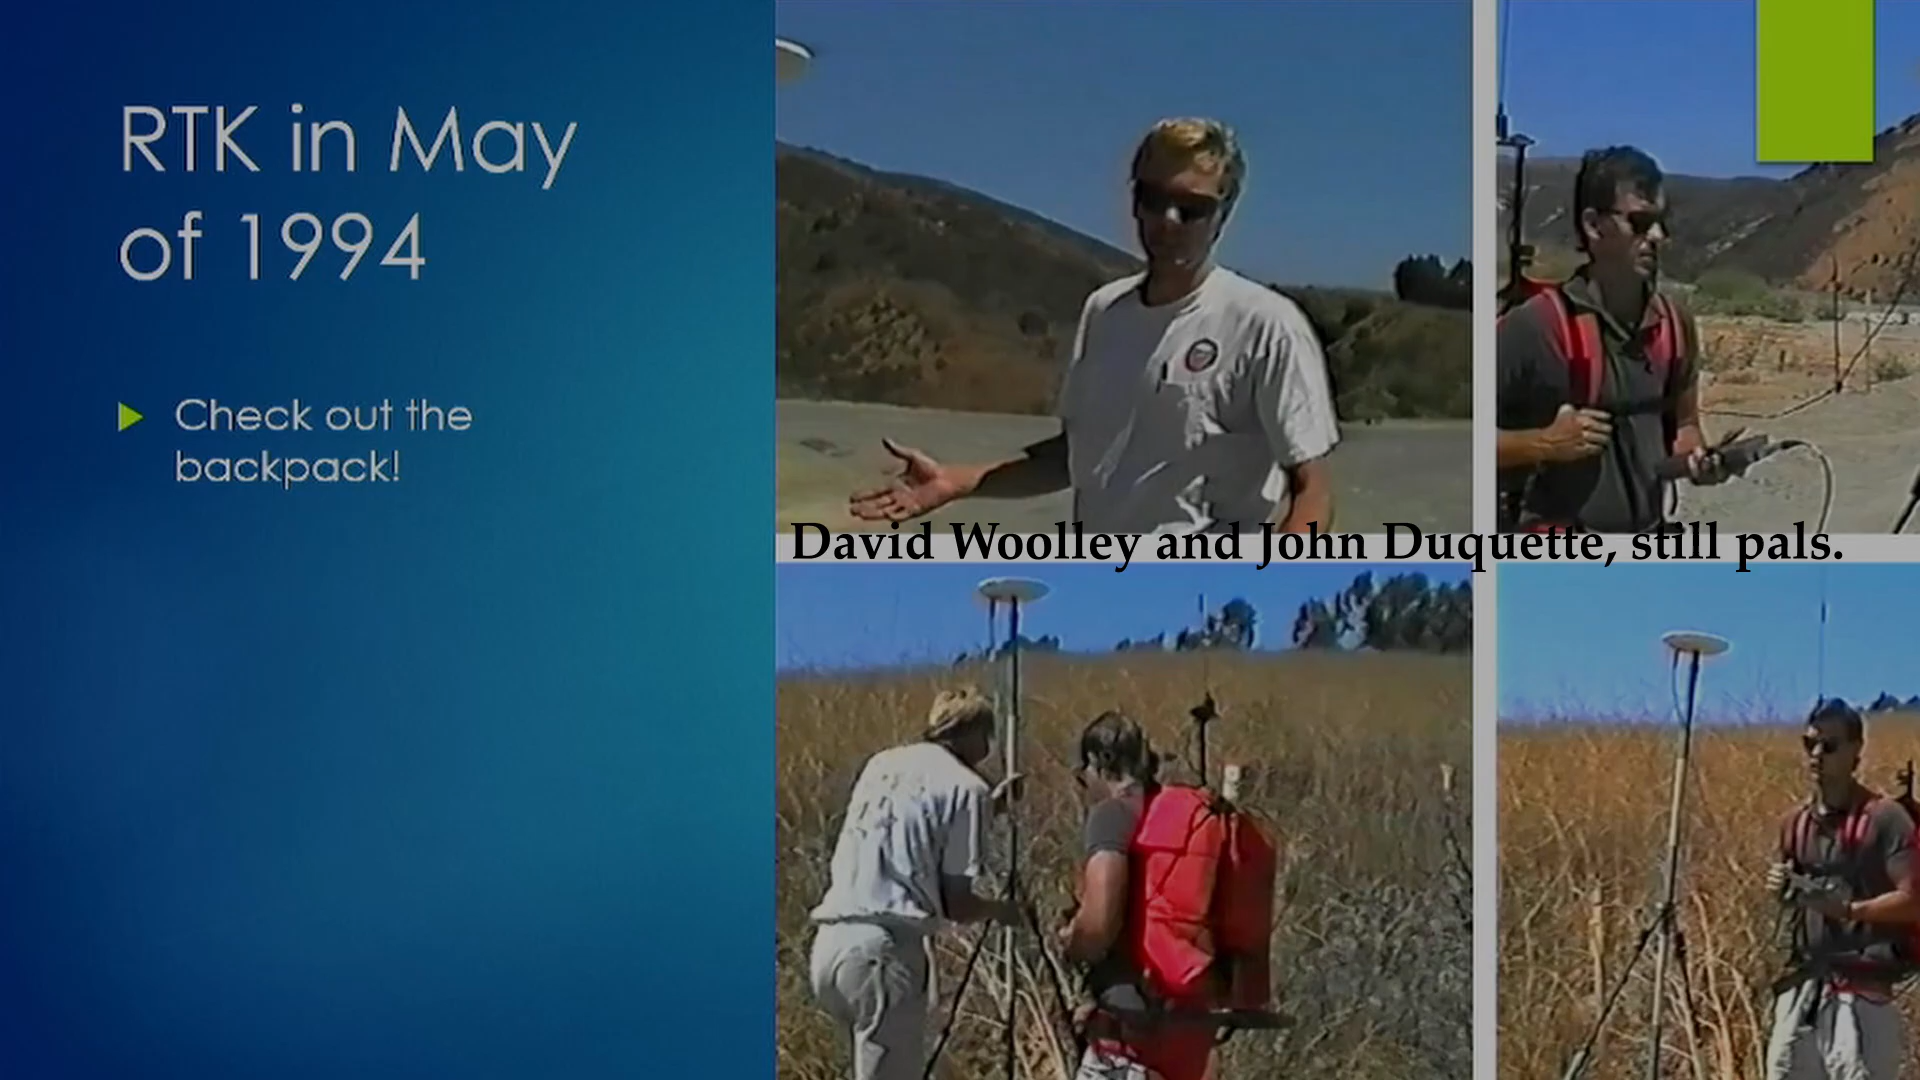 RTK in May
of 1994
Check out the
backpack!
David Woolley and John Duquette, still pals.